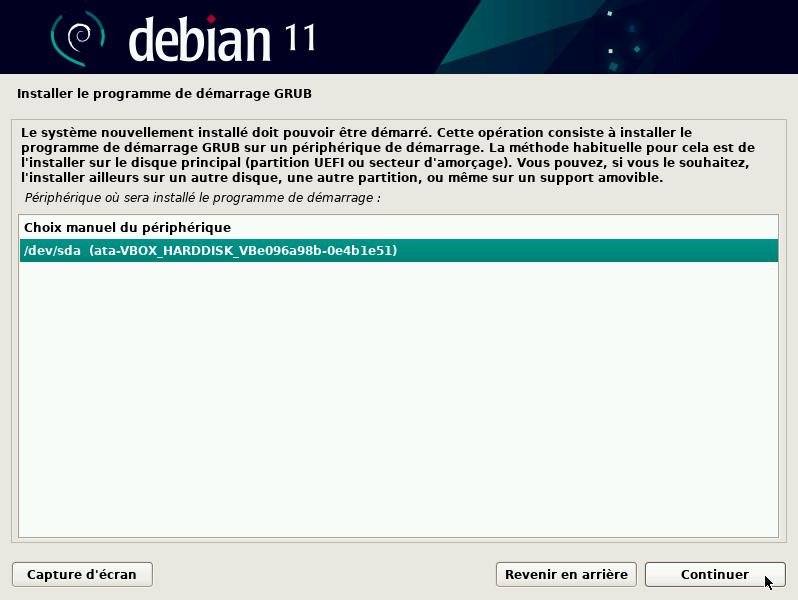 debian 11
Installer le programme de démarrage GRUB
Le système nouvellement installé doit pouvoir être démarré. Cette opération consiste à installer le
programme de démarrage GRUB sur un périphérique de démarrage. La méthode habituelle pour cela est de
l'installer sur le disque principal (partition UEFI ou secteur d'amorçage). Vous pouvez, si vous le souhaitez,
l'installer ailleurs sur un autre disque, une autre partition, ou même sur un support amovible.
Périphérique où sera installé le programme de démarrage :
Choix manuel du périphérique
/dev/sda (ata-VBOX_HARDDISK_VBe096a98b-0e4b1e51)
Capture d'écran
Revenir en arrière
Continuer